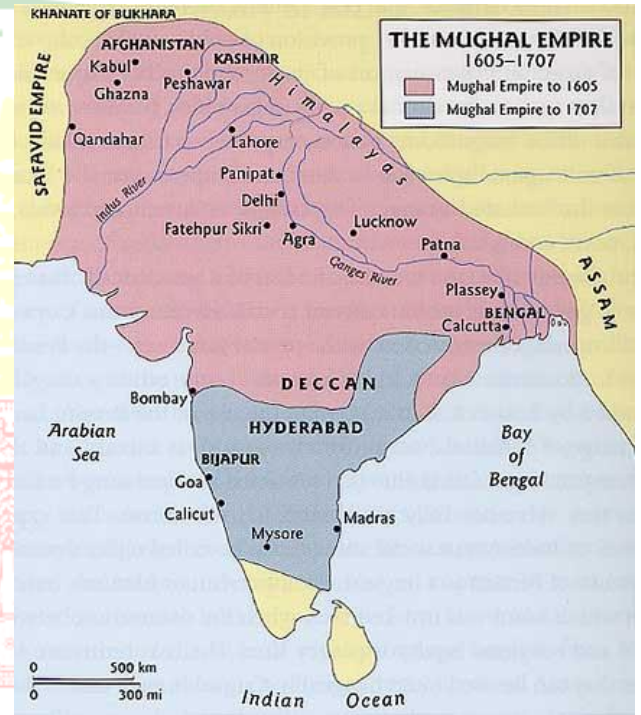 KHANATE OF BUKHARA
THE MUGHAL EMPIRE
1605–1707
Mughal Empire to 1605
Mughal Empire to 1707
AFGHANISTAN
KASHMIR
Kabul
Peshawar
Ghazna
Himalayas
SAFAVID EMPIRE
Qandahar
Lahore
Indus River
Panipat
Delhi
Fatehpur Sikri
Agra
Lucknow
Ganges River
Patna
ASSAM
Plassey
BENGAL
Calcutta
DECCAN
Bombay
HYDERABAD
Arabian
Sea
Bay
of
Bengal
BIJAPUR
Goa
Calicut
Madras
Mysore
0 500 km
0 300 mi
Indian Ocean